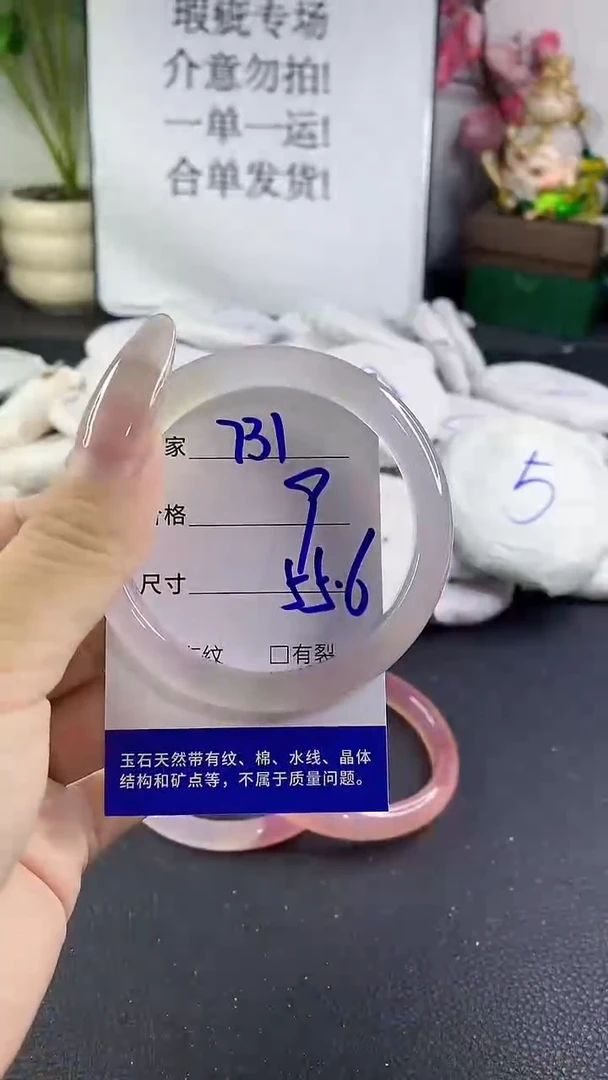 瑕疵专场
介意勿拍!
一单一运!
合单发货!
5
家 731
格 9
尺寸 55.6
纹 □有裂
玉石天然带有纹、棉、水线、晶体
结构和矿点等，不属于质量问题。